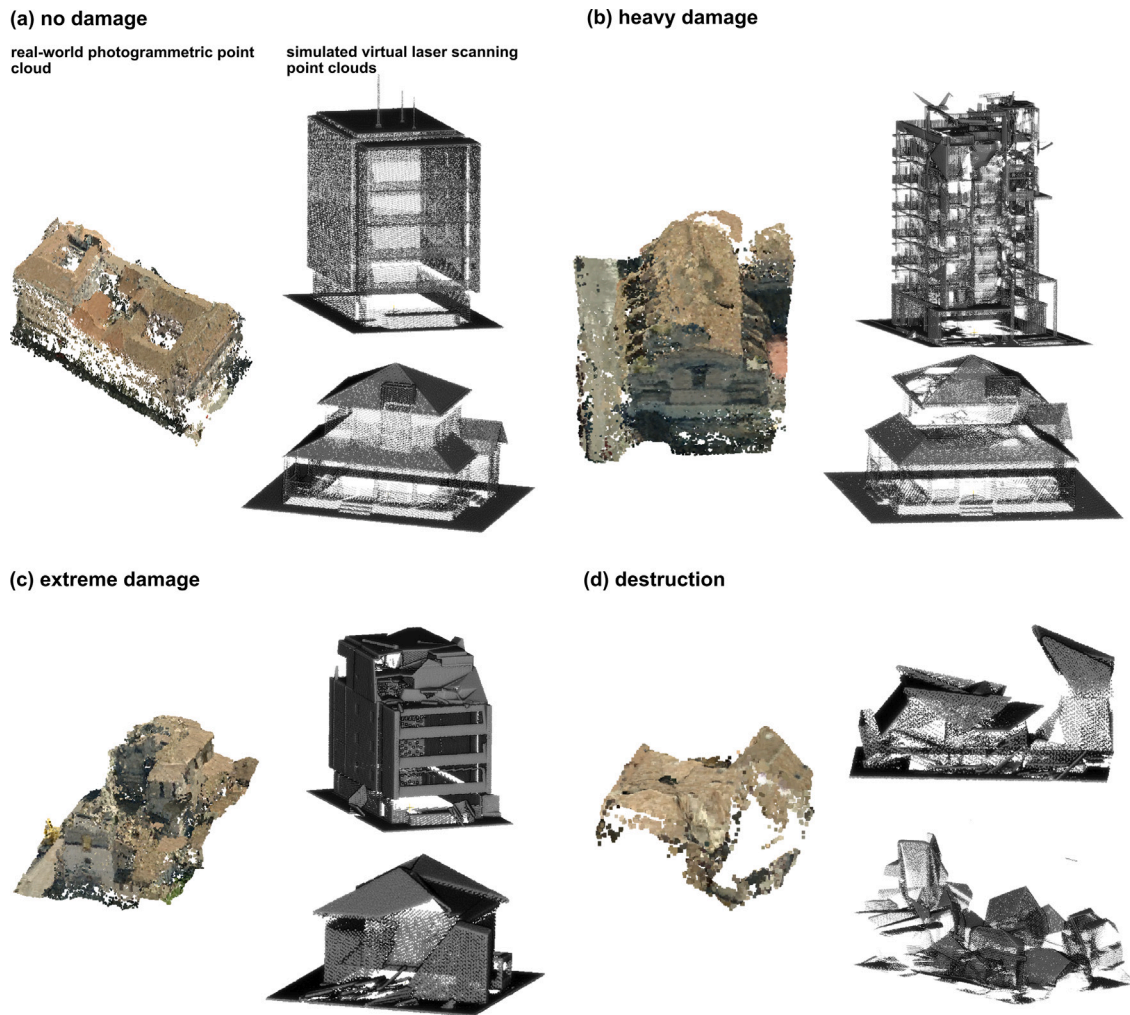 (a) no damage
real-world photogrammetric point
cloud
simulated virtual laser scanning
point clouds
(b) heavy damage
(c) extreme damage
(d) destruction